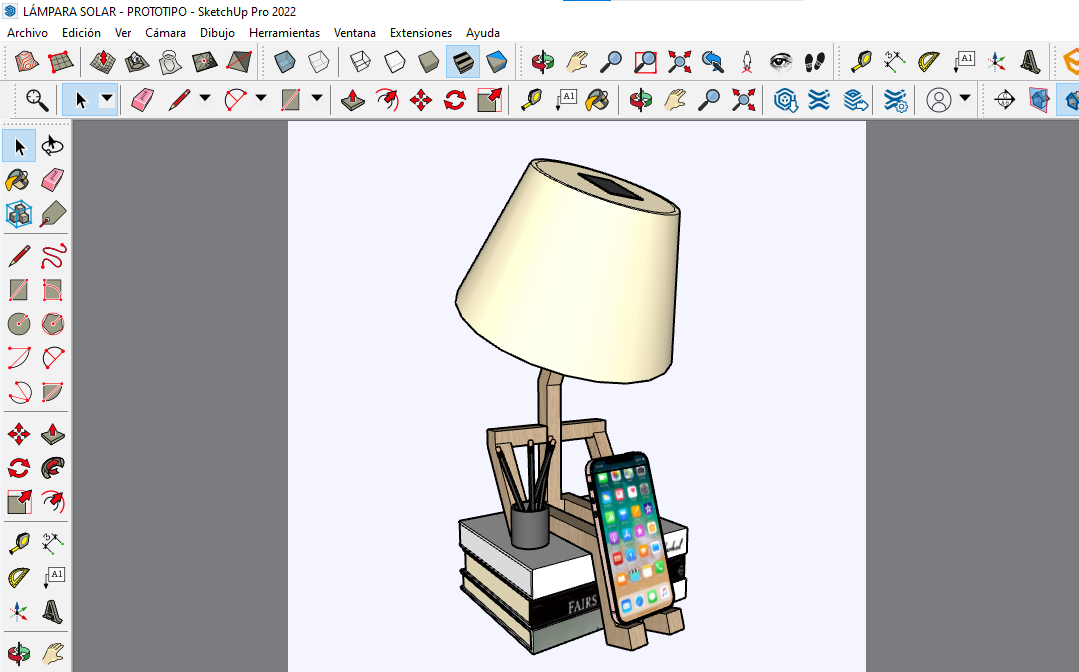 LÁMPARA SOLAR - PROTOTIPO - SketchUp Pro 2022
Archivo Edición Ver Cámara Dibujo Herramientas Ventana Extensiones Ayuda
A1
A1
A1
FAIRS